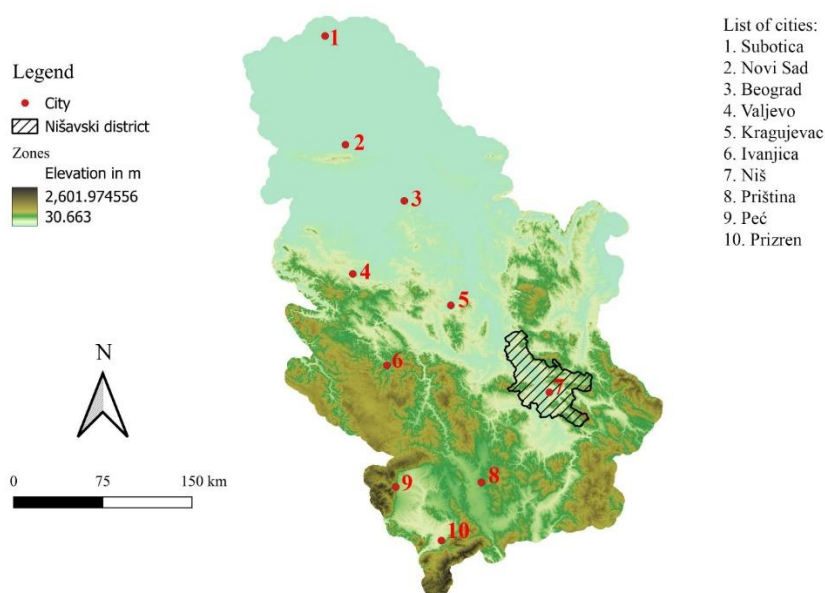 Legend
City
Nišavski district
Zones
Elevation in m
2,601.974556
30.663
N
0 75 150 km
1
2
3
4
5
6
7
8
9
10
List of cities:
1. Subotica
2. Novi Sad
3. Beograd
4. Valjevo
5. Kragujevac
6. Ivanjica
7. Niš
8. Priština
9. Peć
10. Prizren